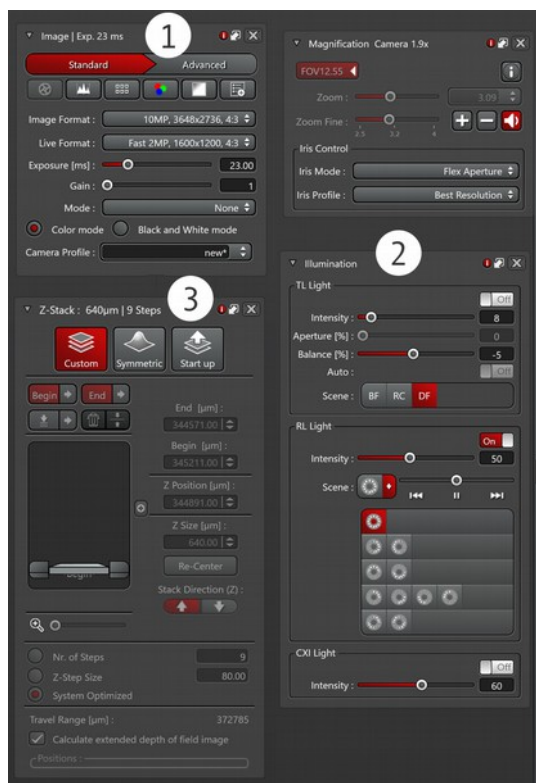 Image | Exp. 23 ms
1
Standard
Advanced
Image Format :
10MP, 3648x2736, 4:3
Live Format :
Fast 2MP, 1600x1200, 4:3
Exposure [ms] :
23.00
Gain :
1
Mode :
None
Color mode
Black and White mode
Camera Profile :
new*
Z-Stack : 640µm | 9 Steps
3
Custom
Symmetric
Start up
Begin
End
End [µm] :
344571.00
Begin [µm] :
345211.00
Z Position [µm] :
344891.00
Z Size [µm] :
640.00
Re-Center
Stack Direction (Z) :
Begin
Nr. of Steps
9
Z-Step Size
80.00
System Optimized
Travel Range [µm] :
372785
Calculate extended depth of field image
Positions :
Magnification Camera 1.9x
FOV12.55
Zoom :
3.09
Zoom Fine :
2.5
3.2
4
Iris Control
Iris Mode :
Flex Aperture
Iris Profile :
Best Resolution
2
Illumination
TL Light
Off
Intensity :
8
Aperture [%] :
0
Balance [%] :
-5
Auto :
Off
Scene :
BF
RC
DF
RL Light
On
Intensity :
50
Scene :
CXI Light
Off
Intensity :
60